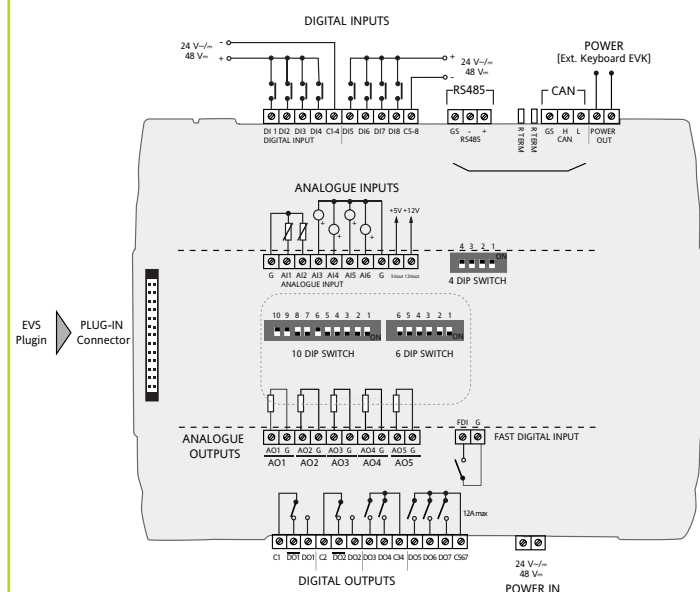 DIGITAL INPUTS
24 V~/⎓
48 V⎓
-
+
+
24 V~/⎓
48 V⎓
-
POWER
[Ext. Keyboard EVK]
RS485
CAN
DI 1 DI2 DI3 DI4 C1-4 DI5 DI6 DI7 DI8 C5-8
DIGITAL INPUT
GS - +
RS485
R TERM
R TERM
GS H L
CAN
POWER
OUT
ANALOGUE INPUTS
+5V +12V
+ + + +
G AI1 AI2 AI3 AI4 AI5 AI6 G 5Vout 12Vout
ANALOGUE INPUT
4 3 2 1
ON
4 DIP SWITCH
10 9 8 7 6 5 4 3 2 1
ON
10 DIP SWITCH
6 5 4 3 2 1
ON
6 DIP SWITCH
EVS
Plugin
PLUG-IN
Connector
ANALOGUE
OUTPUTS
AO1 G AO2 G AO3 G AO4 G AO5 G
AO1 AO2 AO3 AO4 AO5
FDI G
FAST DIGITAL INPUT
12A max
C1 DO1 DO1 C2 DO2 DO2 DO3 DO4 C34 DO5 DO6 DO7 C567
DIGITAL OUTPUTS
24 V~/⎓
48 V⎓
POWER IN